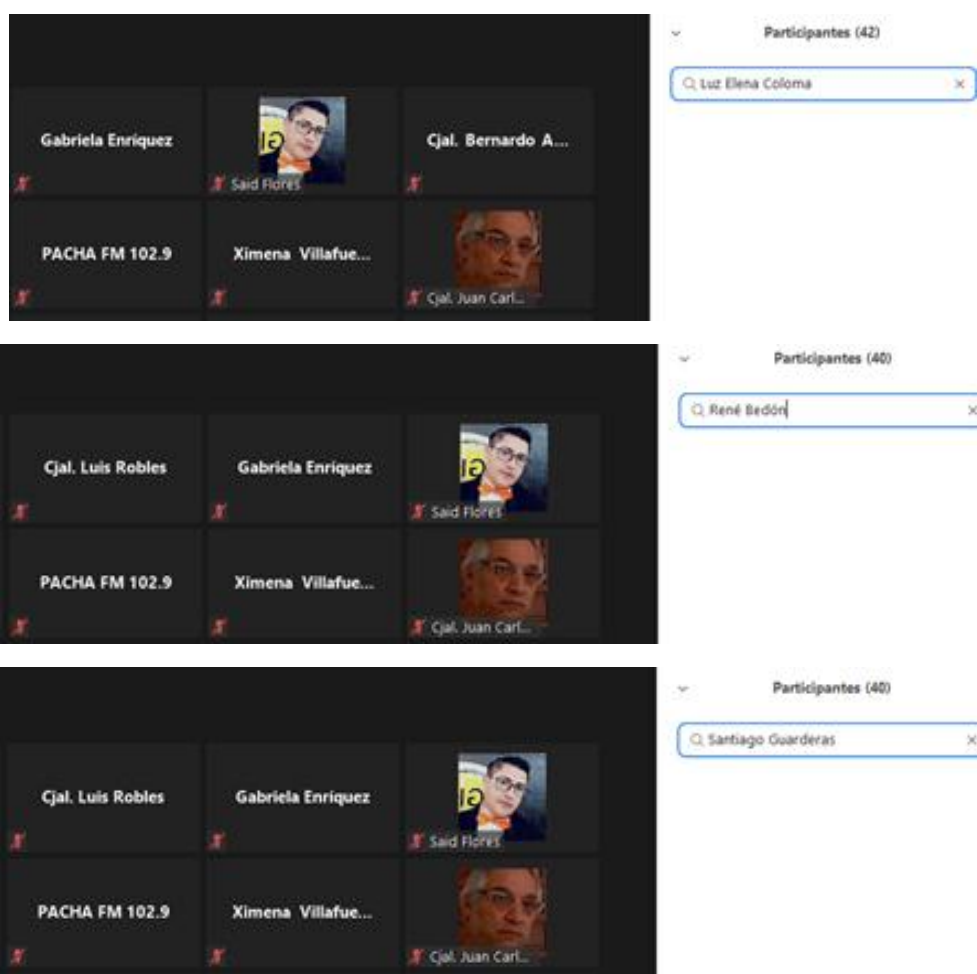 Participantes (42)
Luz Elena Coloma
Gabriela Enríquez
Said Flores
Cjal. Bernardo A...
PACHA FM 102.9
Ximena Villafue...
Cjal. Juan Carl...
Participantes (40)
René Bedón
Cjal. Luis Robles
Gabriela Enríquez
Said Flores
PACHA FM 102.9
Ximena Villafue...
Cjal. Juan Carl...
Participantes (40)
Santiago Guarderas
Cjal. Luis Robles
Gabriela Enríquez
Said Flores
PACHA FM 102.9
Ximena Villafue...
Cjal. Juan Carl...